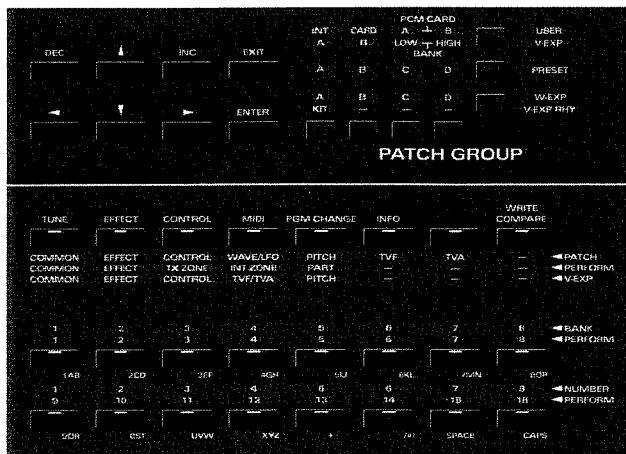 PCM CARD
INT CARD A B USER
A B LOW HIGH V-EXP
BANK
DEC INC EXIT
A B C D PRESET
A B C D W-EXP
KIT — — — V-EXP RHY
ENTER
PATCH GROUP
WRITE
TUNE EFFECT CONTROL MIDI PGM CHANGE INFO COMPARE
COMMON EFFECT CONTROL WAVE/LFO PITCH TVF TVA — ◄PATCH
COMMON EFFECT TX ZONE INT ZONE PART — — — ◄PERFORM
COMMON EFFECT CONTROL TVF/TVA PITCH — — — ◄V-EXP
1 2 3 4 5 6 7 8 ◄BANK
1 2 3 4 5 6 7 8 ◄PERFORM
1AB 2CD 3EF 4GH 5IJ 6KL 7MN 8OP
1 2 3 4 5 6 7 8 ◄NUMBER
9 10 11 12 13 14 15 16 ◄PERFORM
0ST UVW XYZ + SPACE CAPS